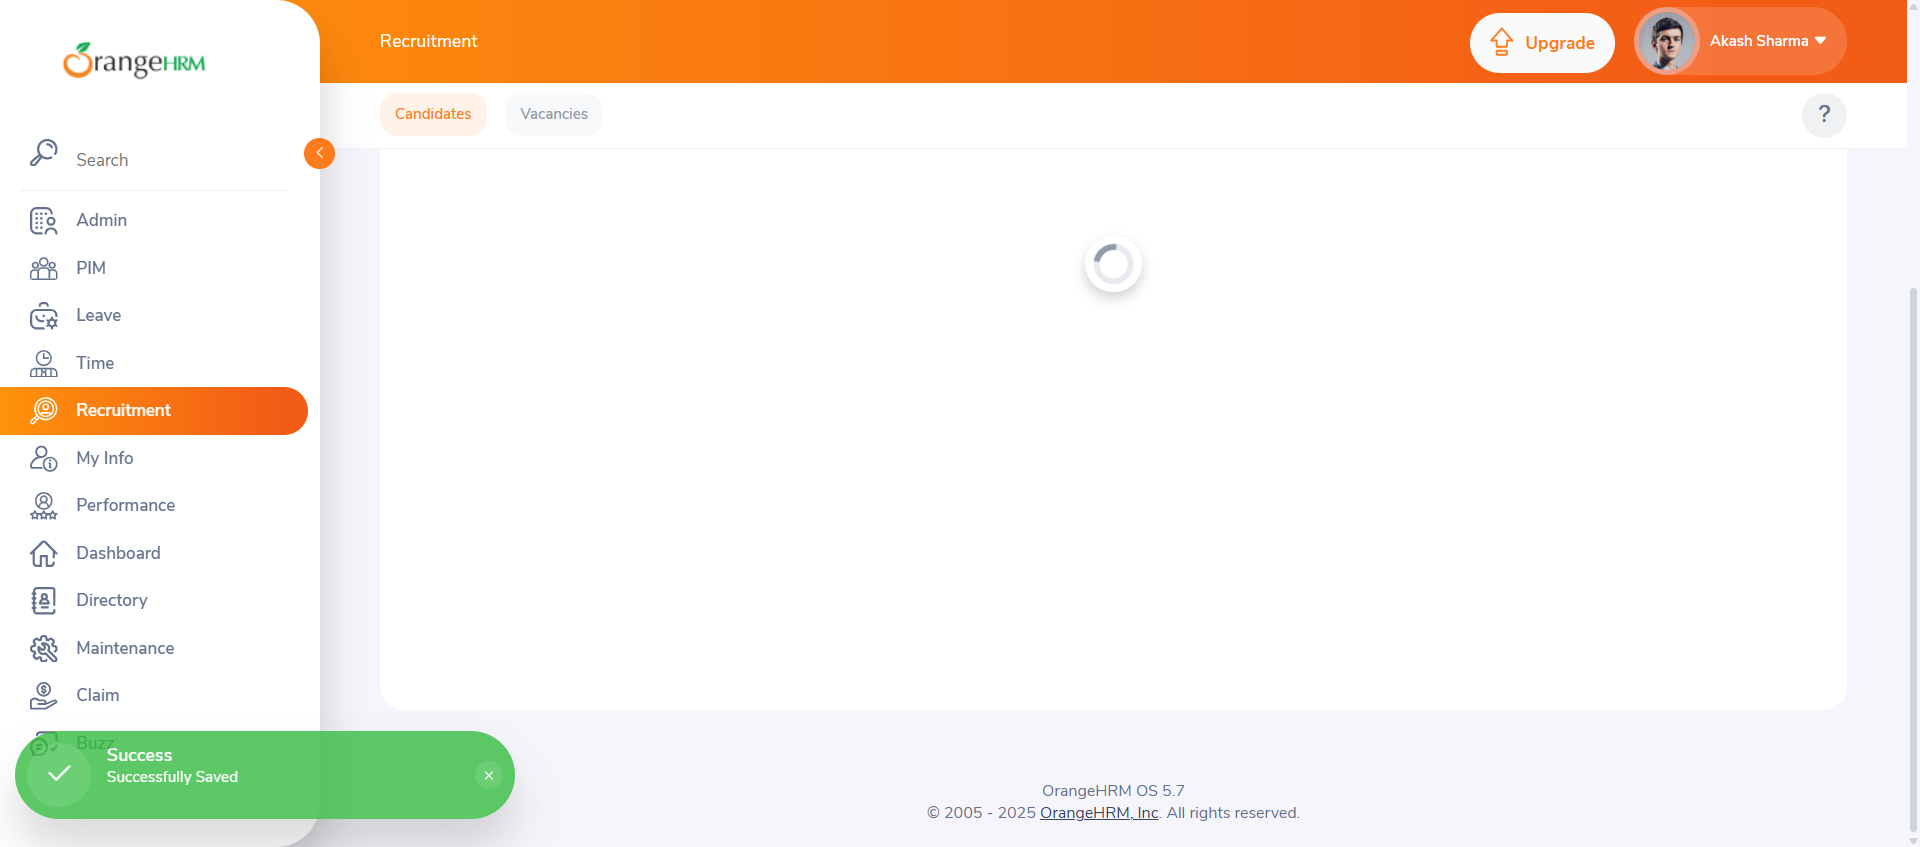 OrangeHRM
Search
Admin
PIM
Leave
Time
Recruitment
My Info
Performance
Dashboard
Directory
Maintenance
Claim
Buzz
Success
Successfully Saved
Recruitment
Upgrade
Akash Sharma
Candidates
Vacancies
?
OrangeHRM OS 5.7
© 2005 - 2025 OrangeHRM, Inc. All rights reserved.